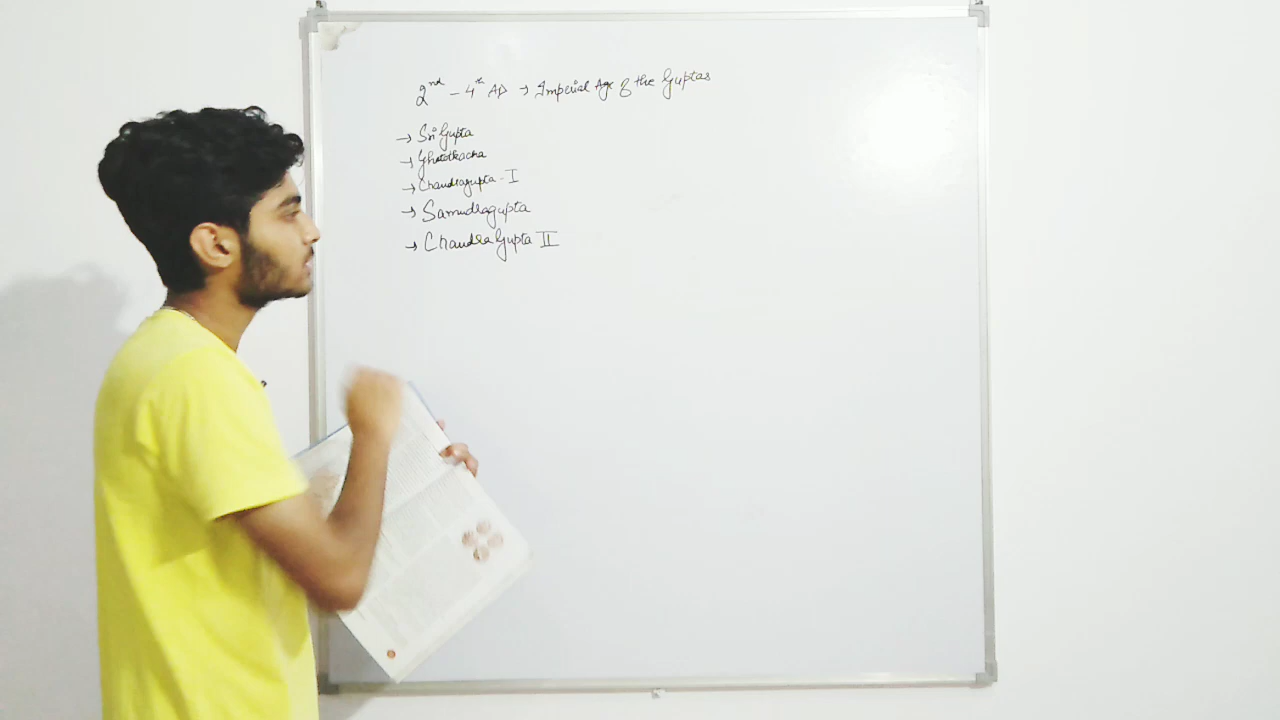 2nd - 4th AD → Imperial Age of the Guptas
→ Sri Gupta
→ Ghatotkacha
→ Chandragupta - I
→ Samudragupta
→ ChandraGupta II